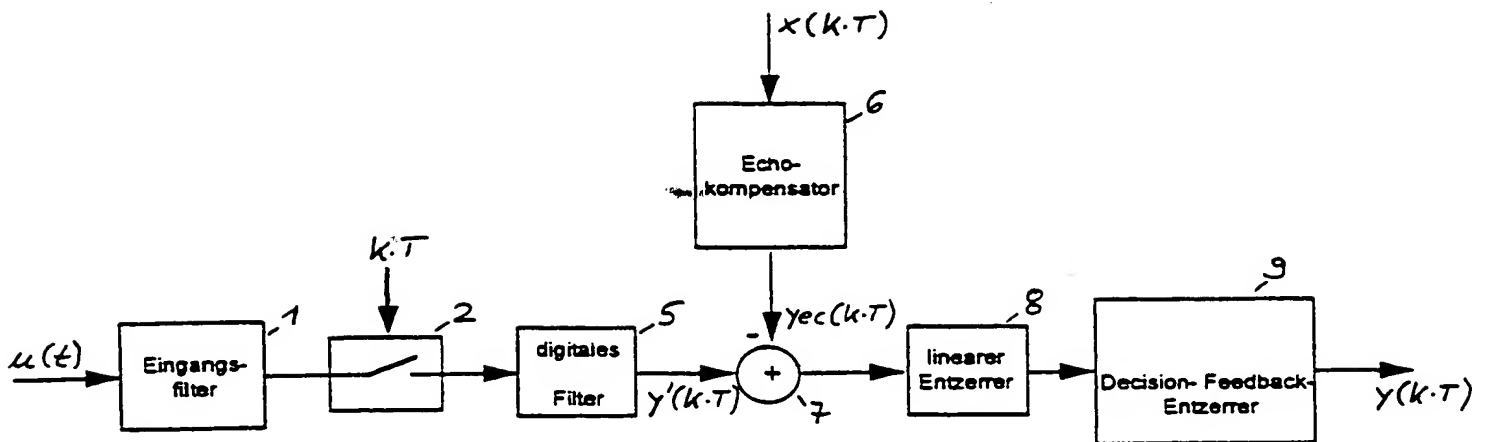 x(k·T)
6
Echo-
kompensator
k·T
1
2
5
yec(k·T)
8
9
u(t)
Eingangs-
filter
digitales
Filter
y'(k·T)
-
+
7
linearer
Entzerrer
Decision- Feedback-
Entzerrer
y(k·T)